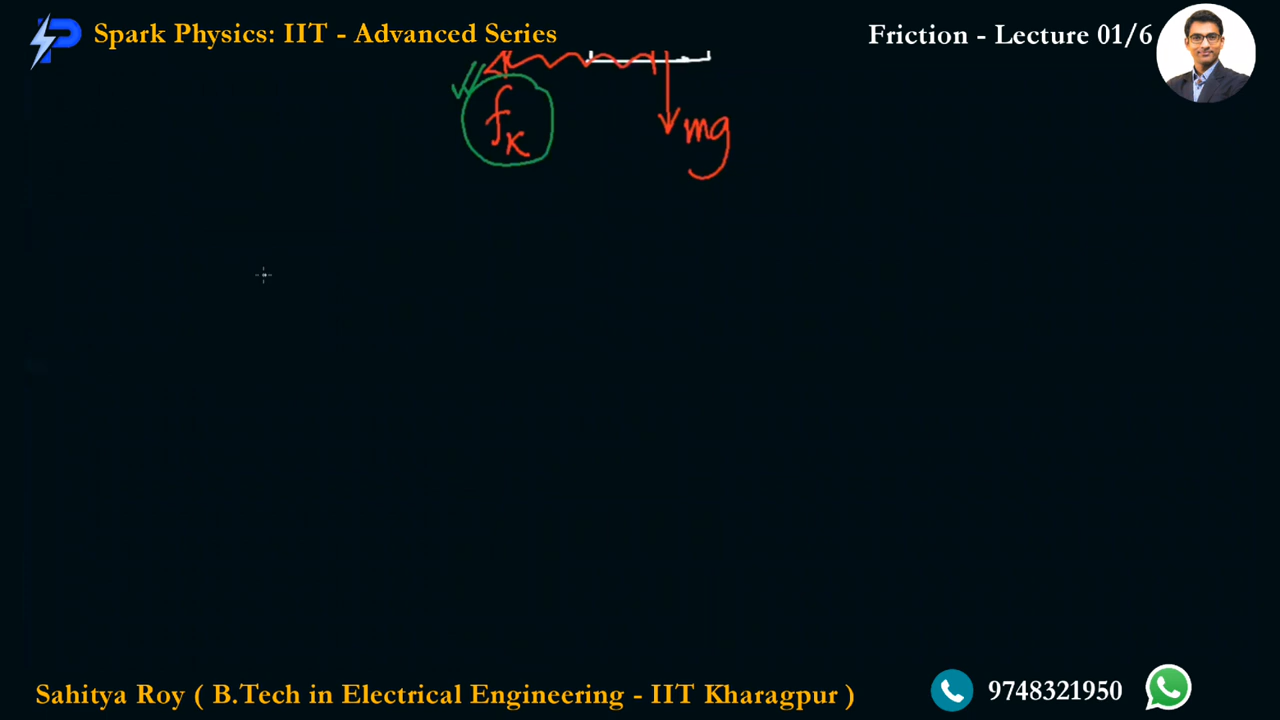 Spark Physics: IIT - Advanced Series
Friction - Lecture 01/6
fK
mg
Sahitya Roy ( B.Tech in Electrical Engineering - IIT Kharagpur )
9748321950